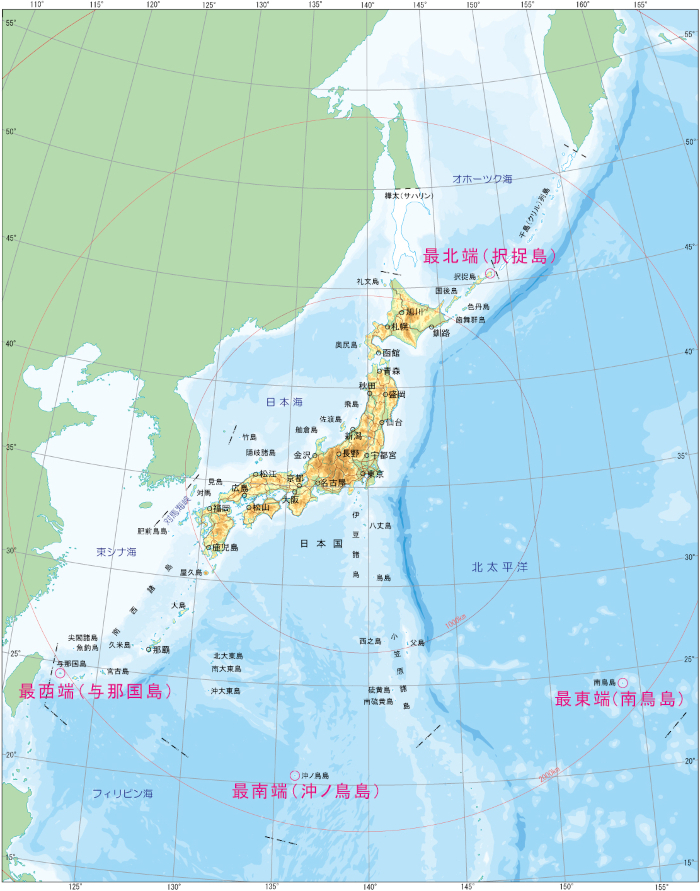 110°
115°
120°
125°
130°
135°
140°
145°
150°
155°
160°
165°
55°
55°
50°
50°
オホーツク海
樺太(サハリン)
千島(クリル)列島
45°
45°
最北端(択捉島)
択捉島
礼文島
国後島
色丹島
歯舞群島
旭川
札幌
釧路
奥尻島
函館
40°
40°
青森
秋田
盛岡
日本海
飛島
佐渡島
仙台
舳倉島
新潟
竹島
35°
35°
隠岐諸島
金沢
長野
宇都宮
松江
京都
東京
見島
広島
名古屋
対馬
大阪
対馬海峡
福岡
松山
伊豆諸島
八丈島
肥前鳥島
鹿児島
日本国
東シナ海
30°
30°
屋久島
鳥島
北太平洋
南西諸島
大島
1000km
尖閣諸島
魚釣島
久米島
那覇
西之島
小笠原諸島
父島
25°
25°
北大東島
与那国島
宮古島
南大東島
南鳥島
最西端(与那国島)
沖大東島
硫黄島
南硫黄島
最東端(南鳥島)
20°
20°
沖ノ鳥島
2000km
最南端(沖ノ鳥島)
フィリピン海
15°
15°
125°
130°
135°
140°
145°
150°
155°